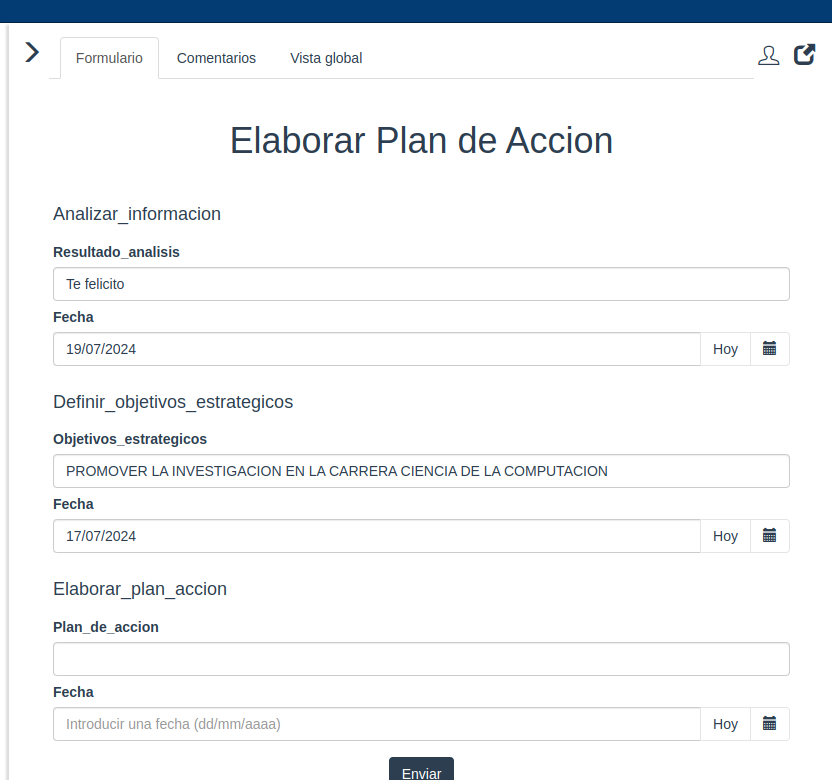 Formulario Comentarios Vista global
Elaborar Plan de Accion
Analizar_informacion
Resultado_analisis
Te felicito
Fecha
19/07/2024 Hoy
Definir_objetivos_estrategicos
Objetivos_estrategicos
PROMOVER LA INVESTIGACION EN LA CARRERA CIENCIA DE LA COMPUTACION
Fecha
17/07/2024 Hoy
Elaborar_plan_accion
Plan_de_accion
Fecha
Introducir una fecha (dd/mm/aaaa) Hoy
Enviar